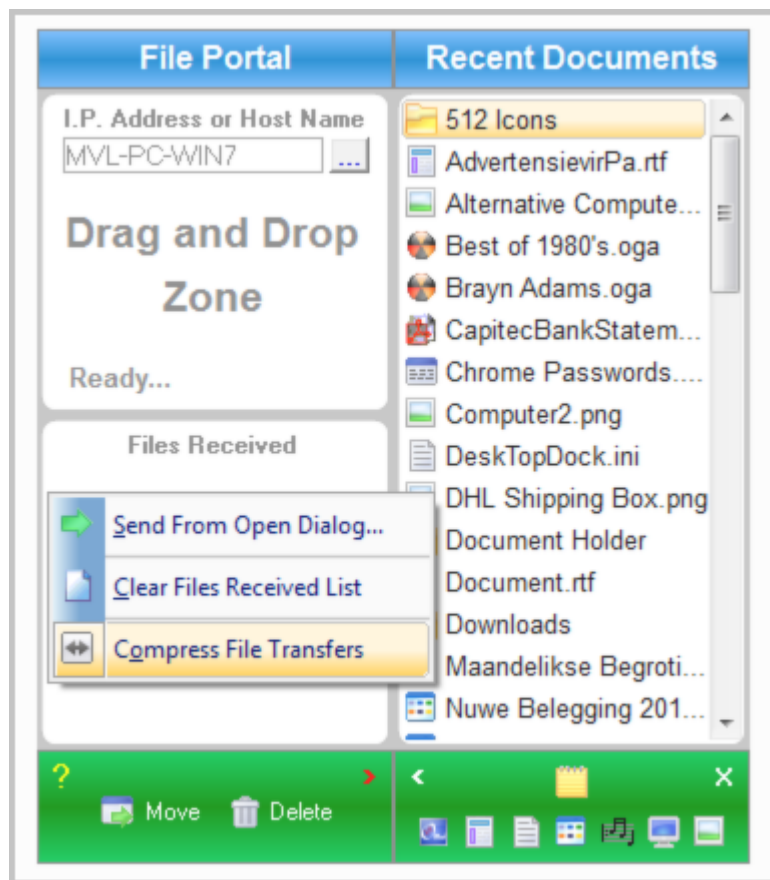 File Portal
Recent Documents
I.P. Address or Host Name
MVL-PC-WIN7
...
Drag and Drop
Zone
Ready...
Files Received
Send From Open Dialog...
Clear Files Received List
Compress File Transfers
? >
Move Delete
512 Icons
AdvertensievirPa.rtf
Alternative Compute...
Best of 1980's.oga
Brayn Adams.oga
CapitecBankStatem...
Chrome Passwords....
Computer2.png
DeskTopDock.ini
DHL Shipping Box.png
Document Holder
Document.rtf
Downloads
Maandelikse Begroti...
Nuwe Belegging 201...
< X